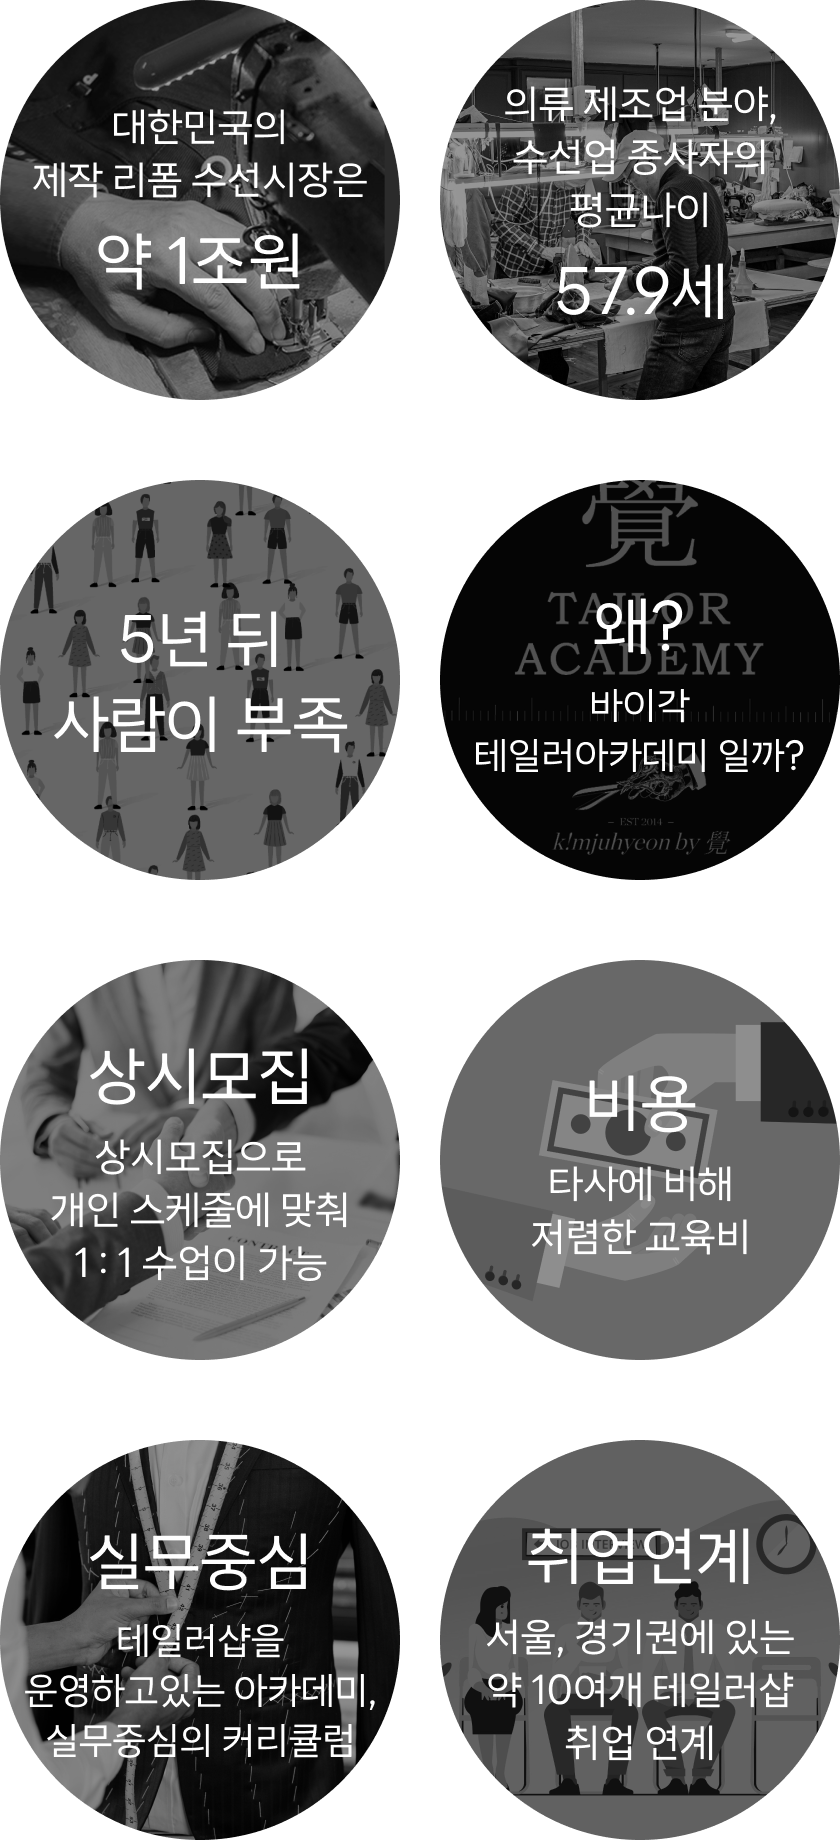 대한민국의
제작 리폼 수선시장은
약 1조원
의류 제조업 분야,
수선업 종사자의
평균나이
57.9세
5년 뒤
사람이 부족
覺
TAILOR
ACADEMY
왜?
바이각
테일러아카데미 일까?
– EST 2014 –
k!mjuhyeon by 覺
상시모집
상시모집으로
개인 스케줄에 맞춰
1 : 1 수업이 가능
비용
타사에 비해
저렴한 교육비
실무중심
테일러샵을
운영하고있는 아카데미,
실무중심의 커리큘럼
취업연계
서울, 경기권에 있는
약 10여개 테일러샵
취업 연계